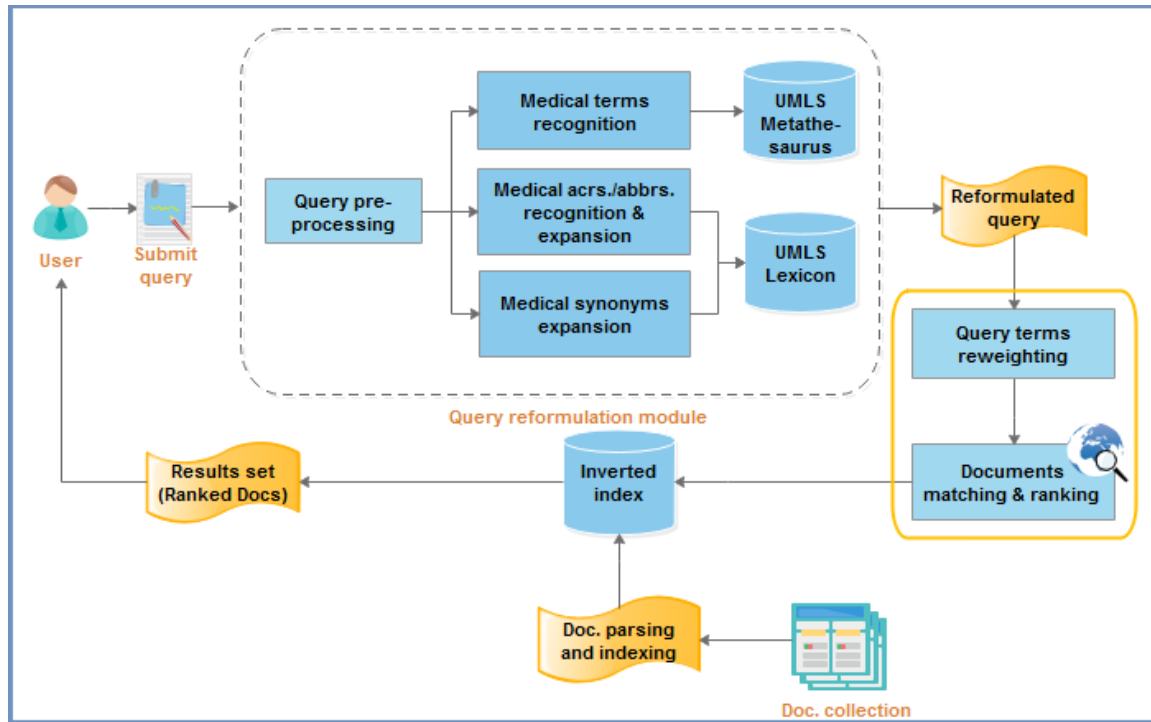 Medical terms
recognition
UMLS
Metathe-
saurus
Query pre-
processing
Medical acrs./abbrs.
recognition &
expansion
Medical synonyms
expansion
UMLS
Lexicon
User
Submit
query
Reformulated
query
Query terms
reweighting
Documents
matching & ranking
Query reformulation module
Inverted
index
Results set
(Ranked Docs)
Doc. parsing
and indexing
Doc. collection